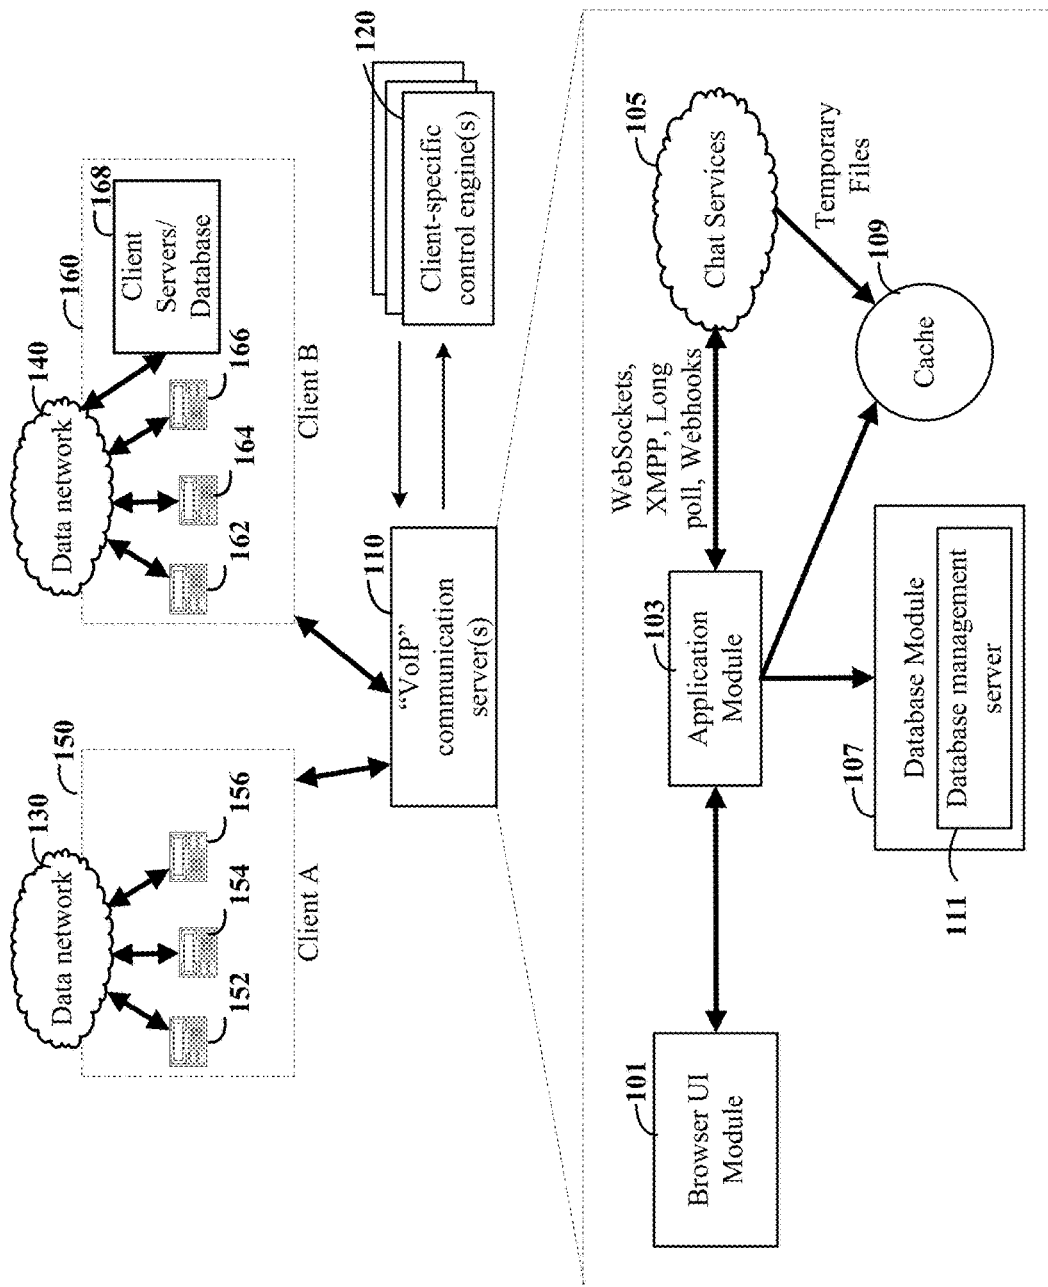 130
Data network
150
152
154
156
Client A
140
Data network
160
162
164
166
168
Client
Servers/
Database
Client B
110
“VoIP”
communication
server(s)
120
Client-specific
control engine(s)
101
Browser UI
Module
103
Application
Module
WebSockets,
XMPP, Long
poll, Webhooks
105
Chat Services
Temporary
Files
107
Database Module
Database management
server
111
109
Cache